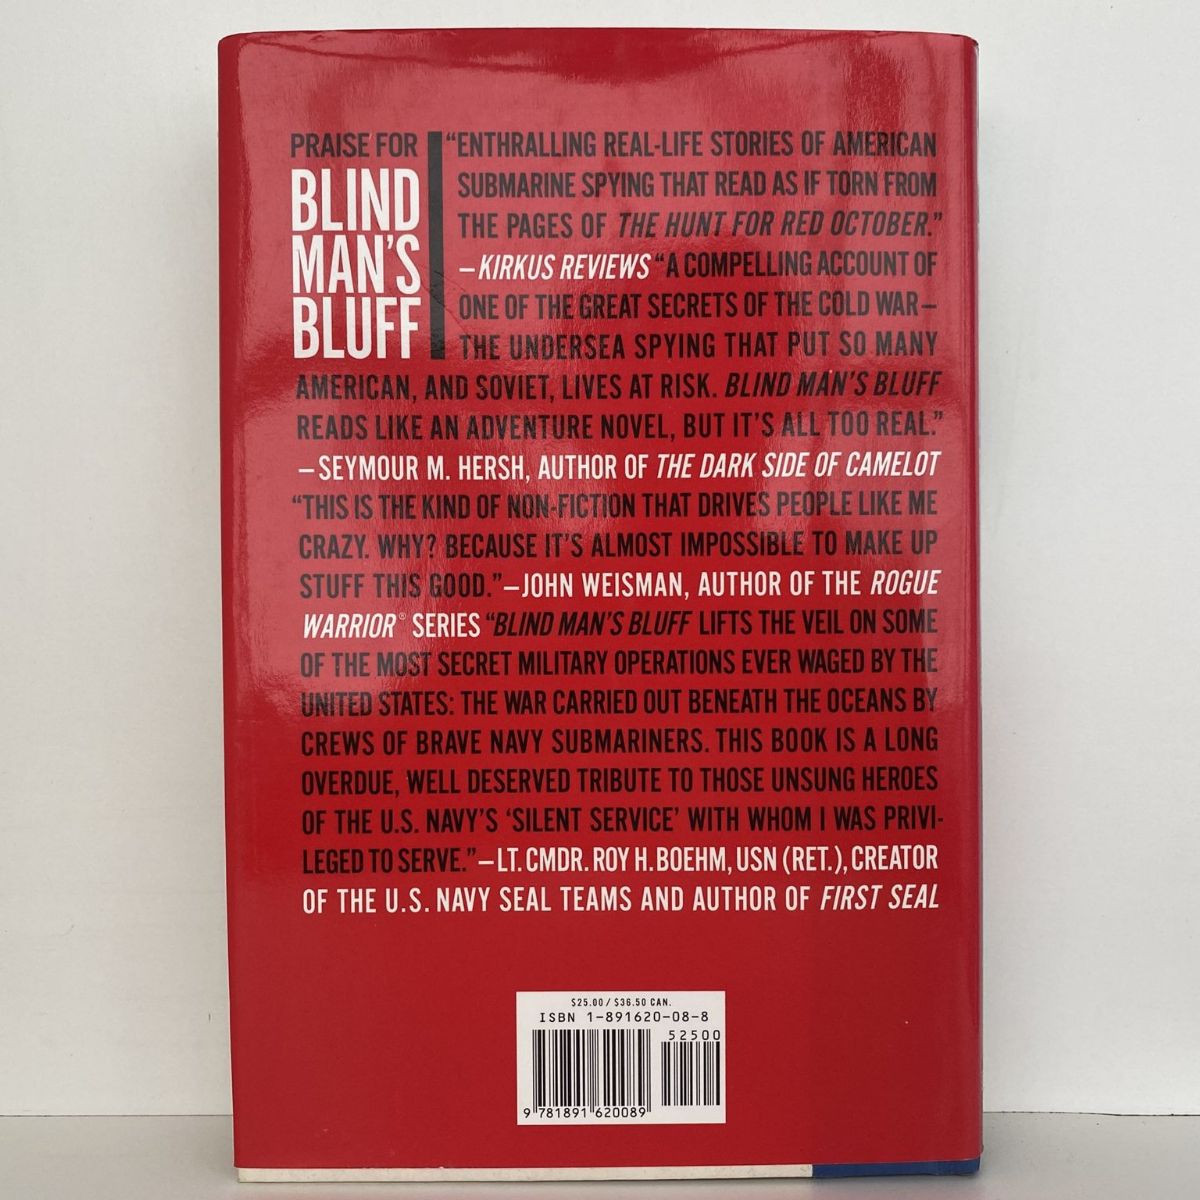 PRAISE FOR
BLIND
MAN'S
BLUFF
"ENTHRALLING REAL-LIFE STORIES OF AMERICAN
SUBMARINE SPYING THAT READ AS IF TORN FROM
THE PAGES OF THE HUNT FOR RED OCTOBER."
—KIRKUS REVIEWS "A COMPELLING ACCOUNT OF
ONE OF THE GREAT SECRETS OF THE COLD WAR—
THE UNDERSEA SPYING THAT PUT SO MANY
AMERICAN, AND SOVIET, LIVES AT RISK. BLIND MAN'S BLUFF
READS LIKE AN ADVENTURE NOVEL, BUT IT'S ALL TOO REAL."
—SEYMOUR M. HERSH, AUTHOR OF THE DARK SIDE OF CAMELOT
"THIS IS THE KIND OF NON-FICTION THAT DRIVES PEOPLE LIKE ME
CRAZY. WHY? BECAUSE IT'S ALMOST IMPOSSIBLE TO MAKE UP
STUFF THIS GOOD."—JOHN WEISMAN, AUTHOR OF THE ROGUE
WARRIOR® SERIES "BLIND MAN'S BLUFF LIFTS THE VEIL ON SOME
OF THE MOST SECRET MILITARY OPERATIONS EVER WAGED BY THE
UNITED STATES: THE WAR CARRIED OUT BENEATH THE OCEANS BY
CREWS OF BRAVE NAVY SUBMARINERS. THIS BOOK IS A LONG
OVERDUE, WELL DESERVED TRIBUTE TO THOSE UNSUNG HEROES
OF THE U.S. NAVY'S 'SILENT SERVICE' WITH WHOM I WAS PRIVI-
LEGED TO SERVE."—LT. CMDR. ROY H. BOEHM, USN (RET.), CREATOR
OF THE U.S. NAVY SEAL TEAMS AND AUTHOR OF FIRST SEAL
$25.00 / $36.50 CAN.
ISBN 1-891620-08-8
52500
9 781891 620089